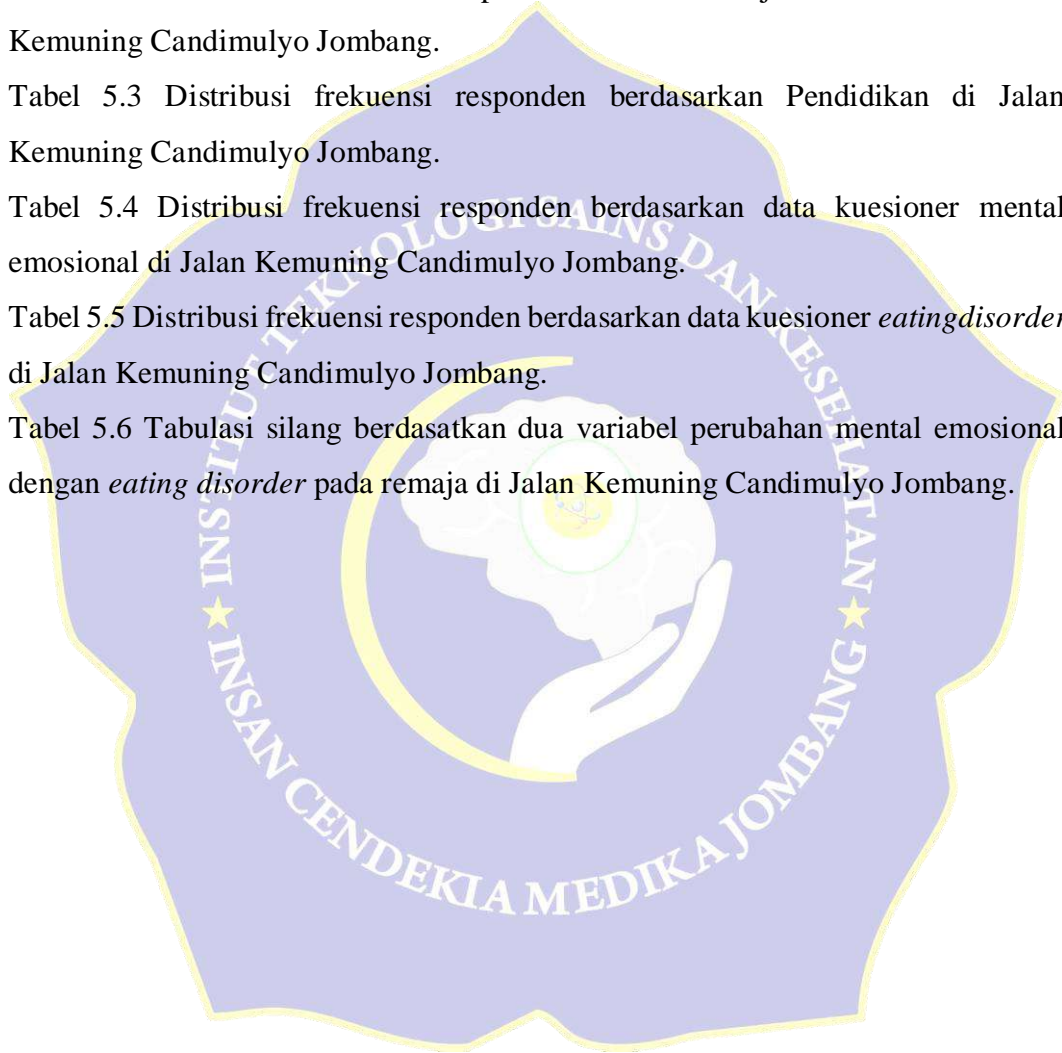 Kemuning Candimulyo Jombang.
Tabel 5.3 Distribusi frekuensi responden berdasarkan Pendidikan di Jalan
Kemuning Candimulyo Jombang.
Tabel 5.4 Distribusi frekuensi responden berdasarkan data kuesioner mental
emosional di Jalan Kemuning Candimulyo Jombang.
Tabel 5.5 Distribusi frekuensi responden berdasarkan data kuesioner eatingdisorder
di Jalan Kemuning Candimulyo Jombang.
Tabel 5.6 Tabulasi silang berdasatkan dua variabel perubahan mental emosional
dengan eating disorder pada remaja di Jalan Kemuning Candimulyo Jombang.
INSTITUT TEKNOLOGI SAINS DAN KESEHATAN
INSAN CENDEKIA MEDIKA JOMBANG